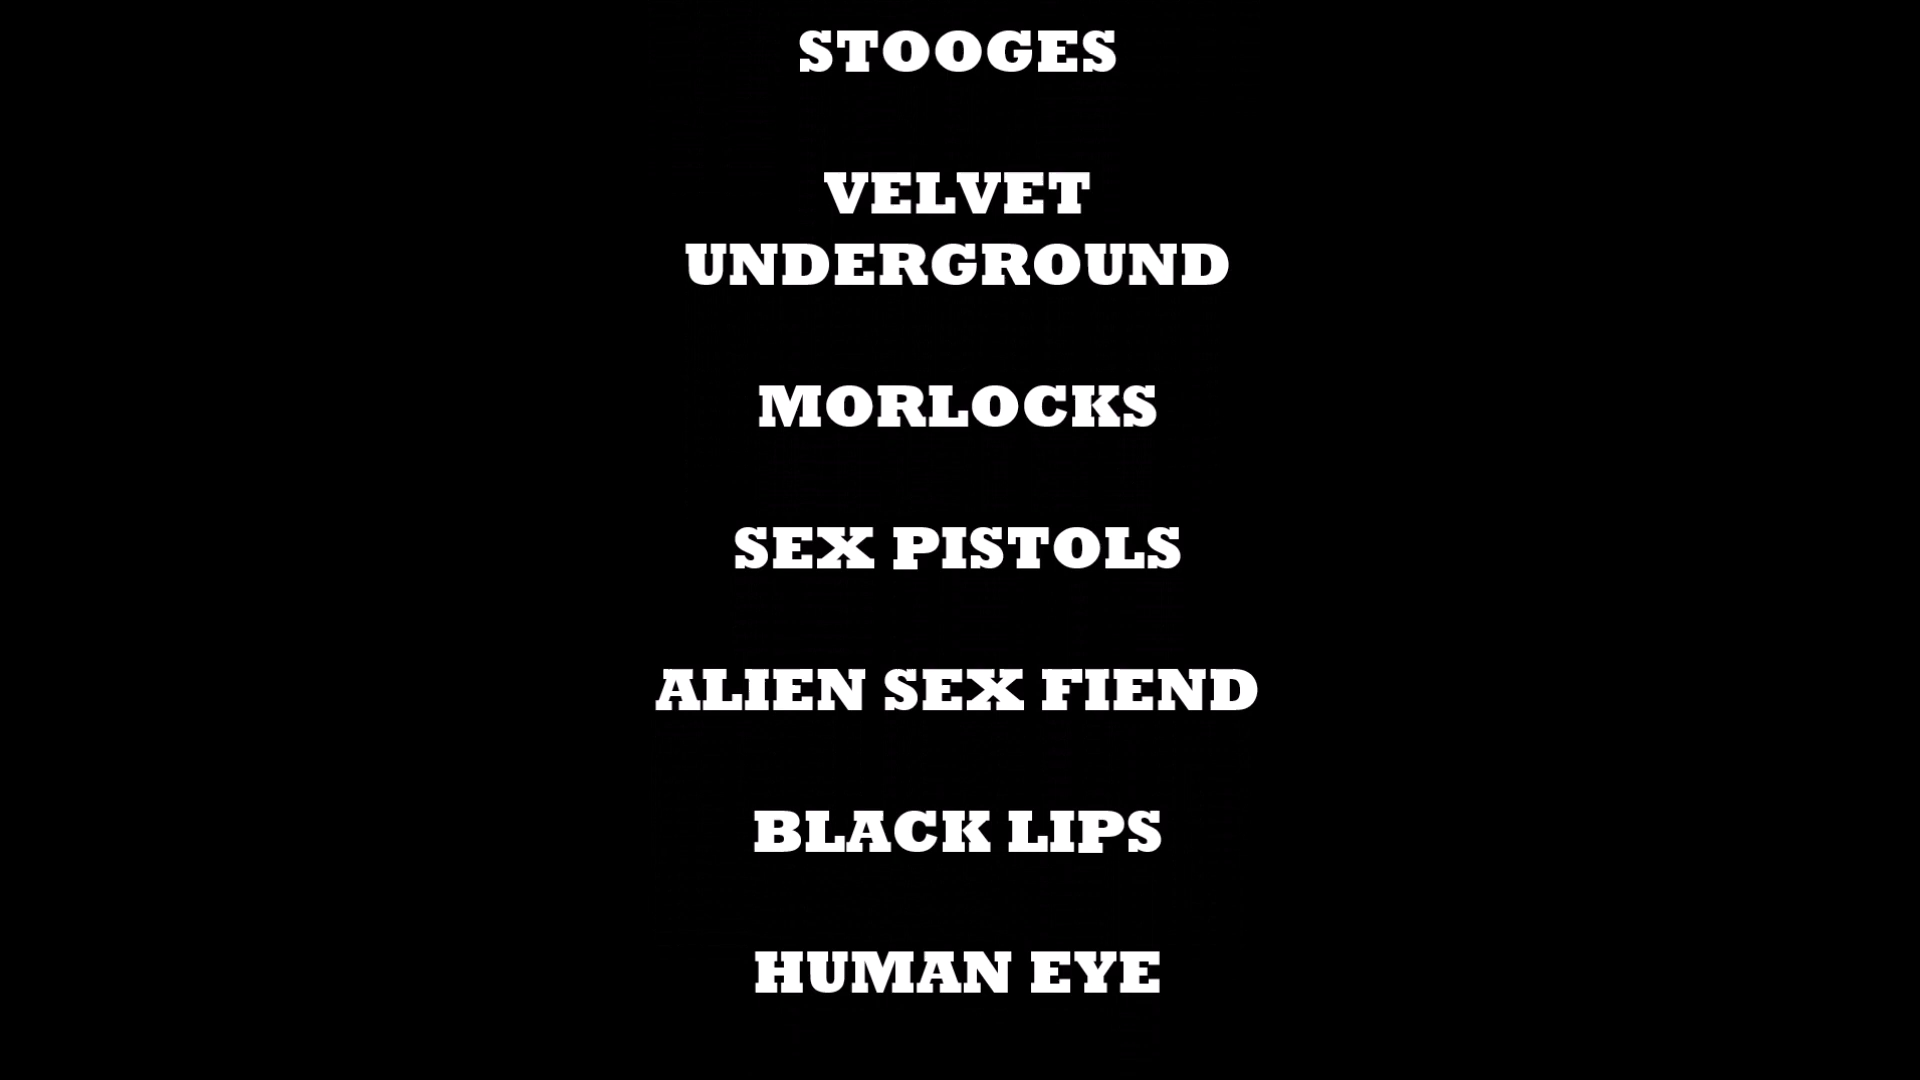 STOOGES
VELVET
UNDERGROUND
MORLOCKS
SEX PISTOLS
ALIEN SEX FIEND
BLACK LIPS
HUMAN EYE